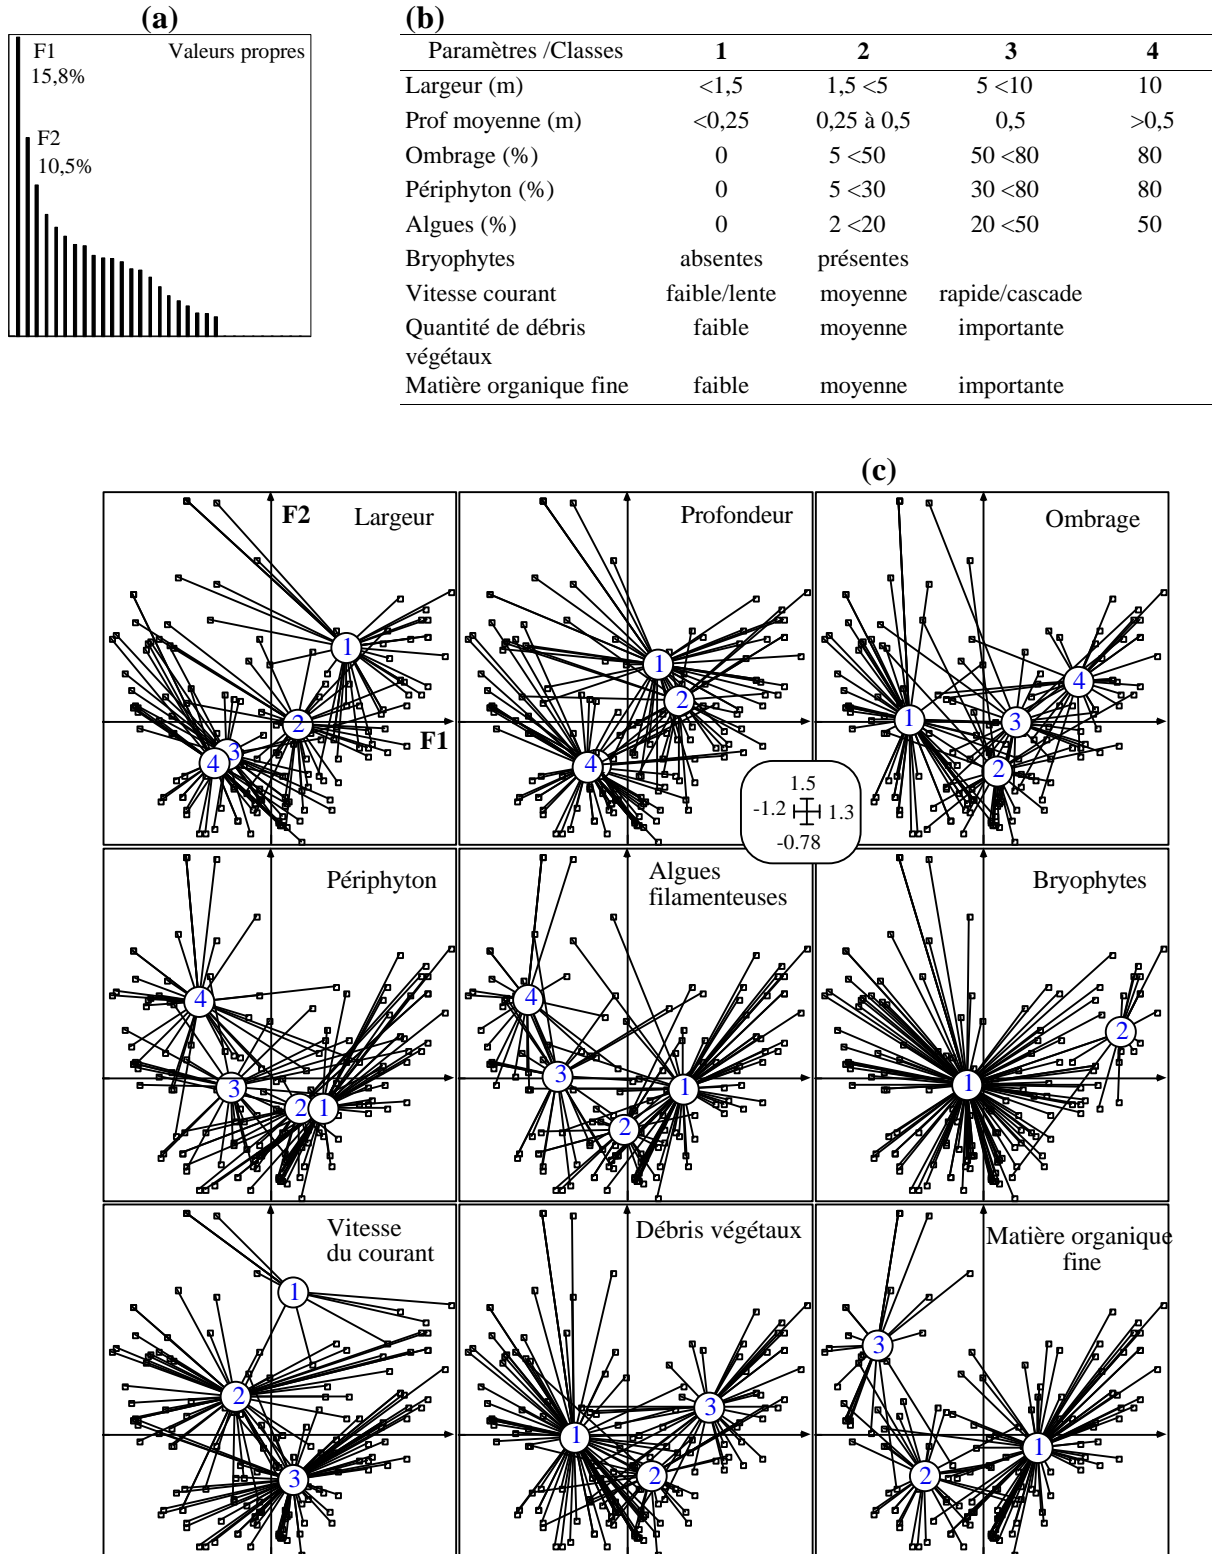 (a)
F1
15,8%
Valeurs propres
F2
10,5%
(b)
Paramètres /Classes 1 2 3 4
Largeur (m) <1,5 1,5 <5 5 <10 10
Prof moyenne (m) <0,25 0,25 à 0,5 0,5 >0,5
Ombrage (%) 0 5 <50 50 <80 80
Périphyton (%) 0 5 <30 30 <80 80
Algues (%) 0 2 <20 20 <50 50
Bryophytes absentes présentes
Vitesse courant faible/lente moyenne rapide/cascade
Quantité de débris faible moyenne importante
végétaux
Matière organique fine faible moyenne importante
(c)
F2 Largeur
1
2
F1
3
4
Profondeur
1
2
4
Ombrage
4
1
3
2
1.5
-1.2 1.3
-0.78
Périphyton
4
3
2 1
Algues
filamenteuses
4
3
1
2
Bryophytes
2
1
Vitesse
du courant
1
2
3
Débris végétaux
3
1
2
Matière organique
fine
3
1
2